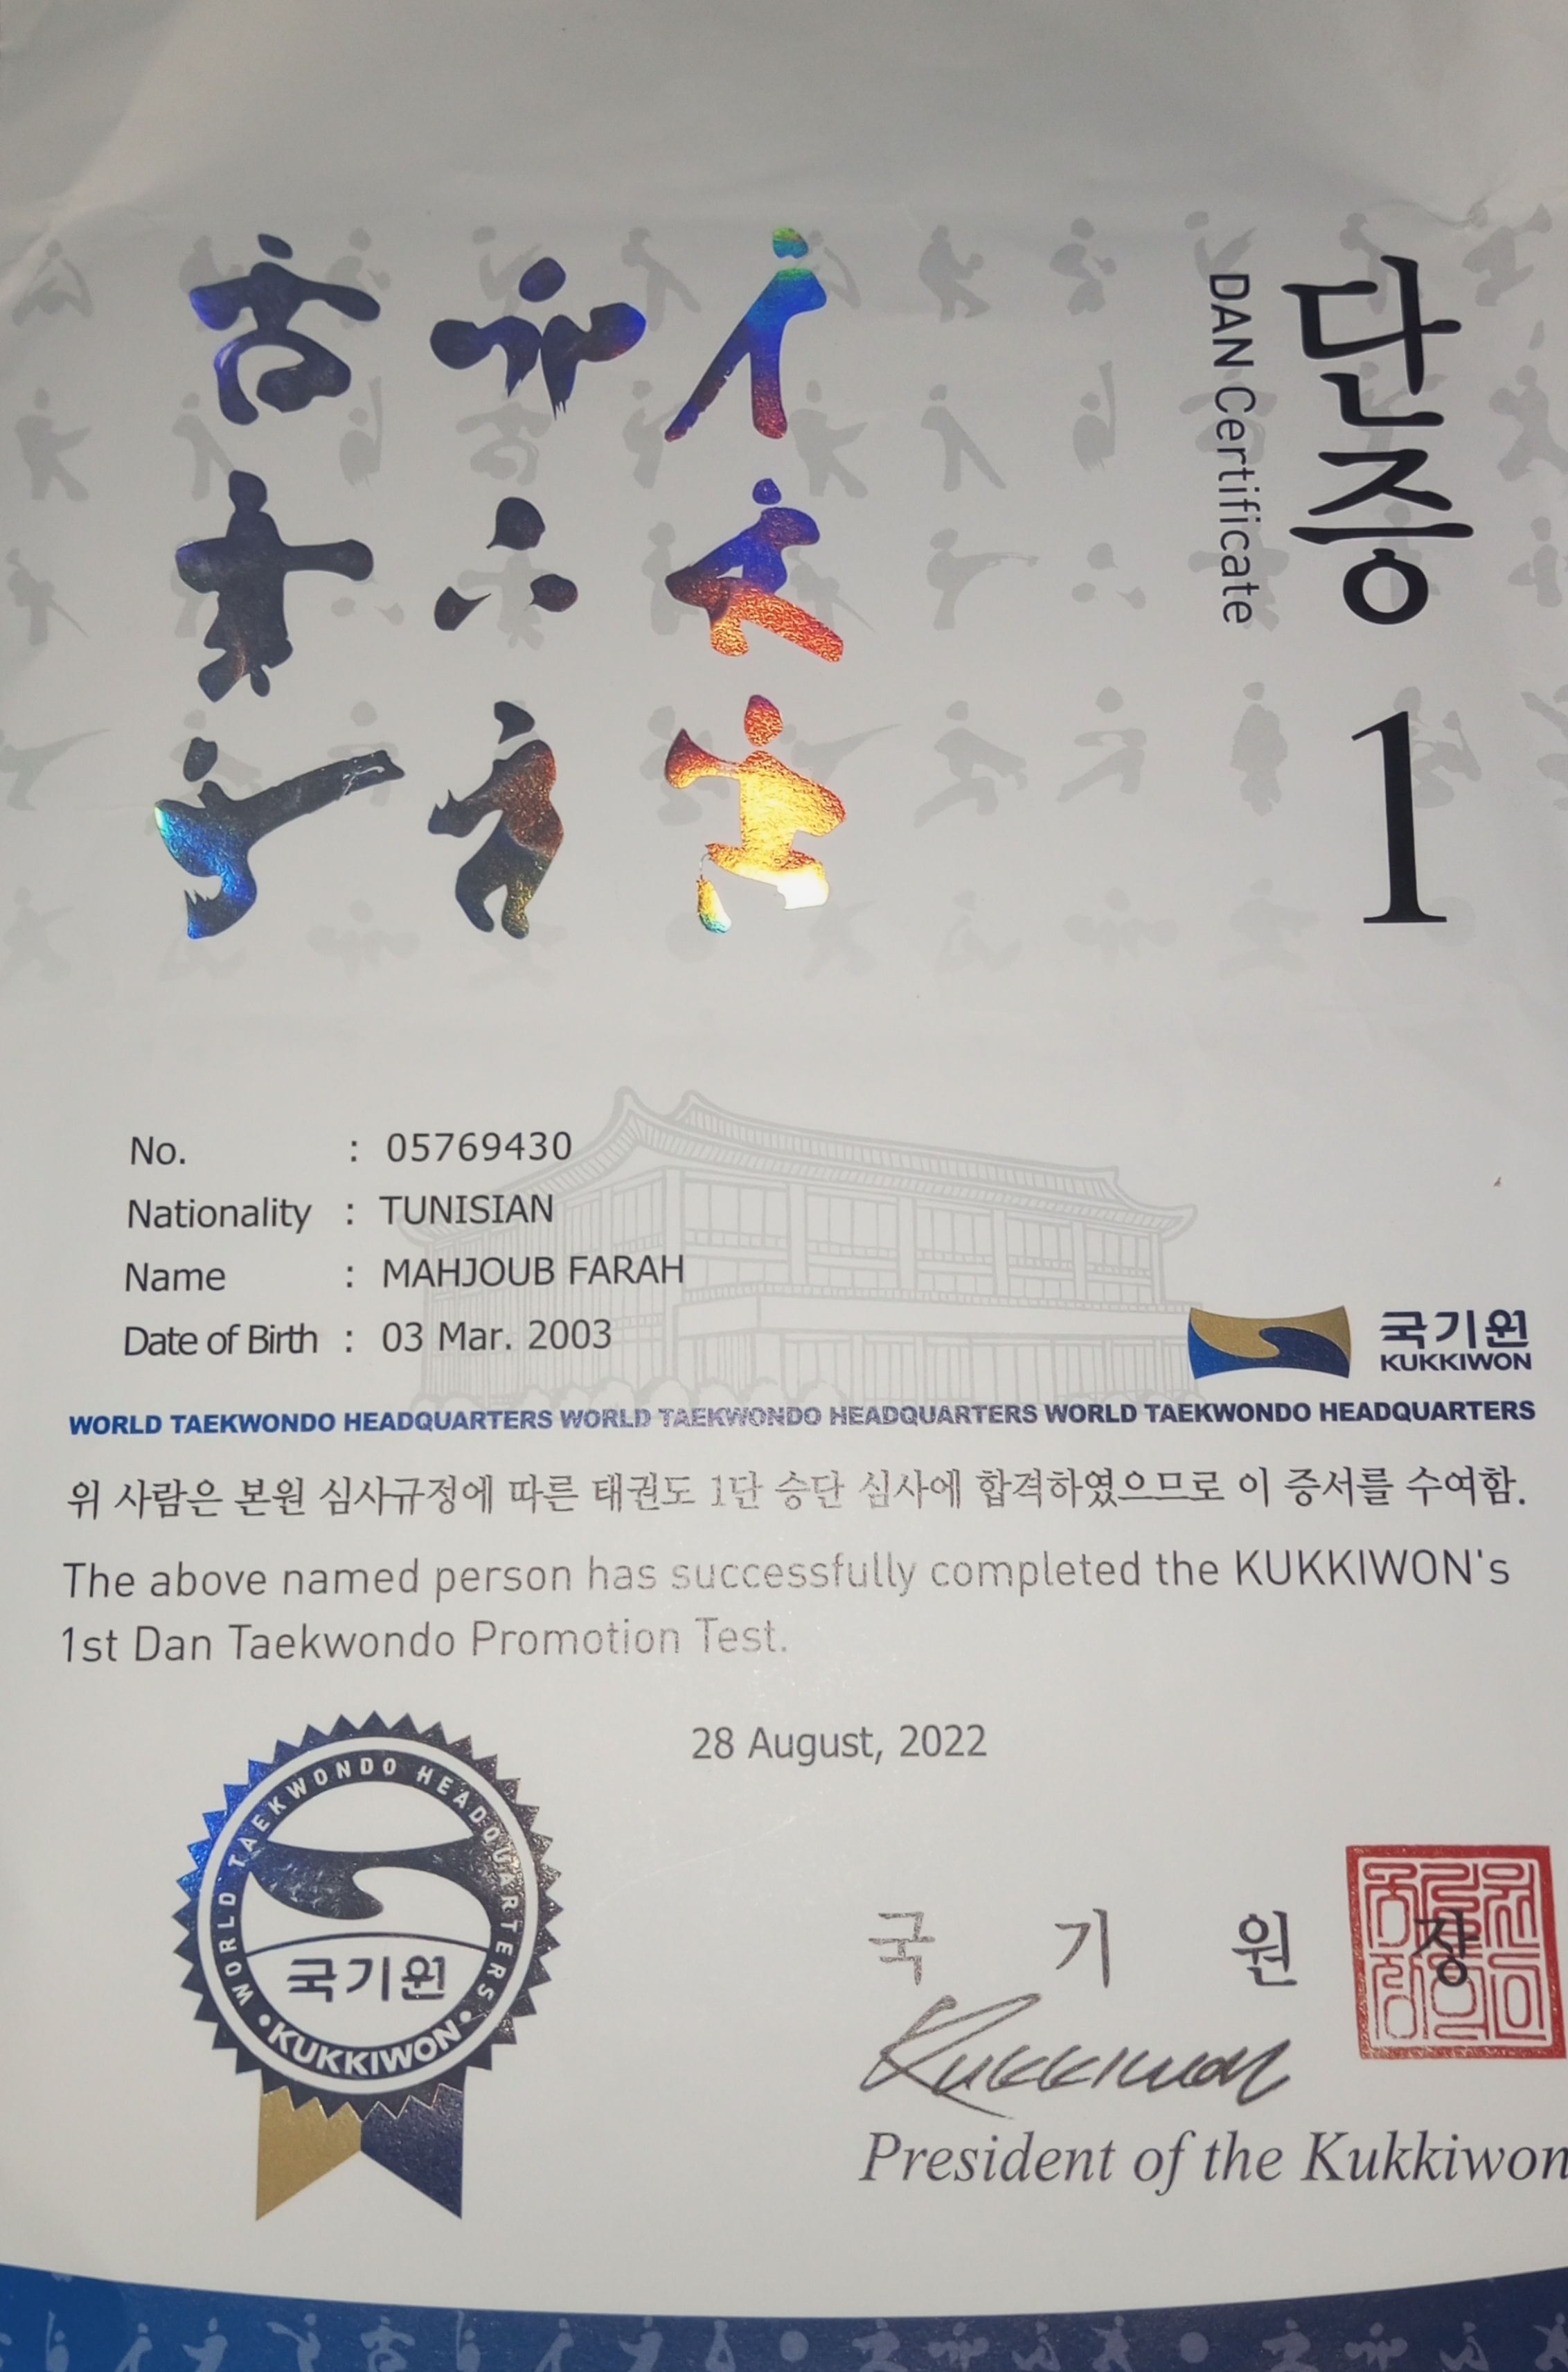 단증 1
DAN Certificate
No. : 05769430
Nationality : TUNISIAN
Name : MAHJOUB FARAH
Date of Birth : 03 Mar. 2003
국기원
KUKKIWON
WORLD TAEKWONDO HEADQUARTERS WORLD TAEKWONDO HEADQUARTERS WORLD TAEKWONDO HEADQUARTERS
위 사람은 본원 심사규정에 따른 태권도 1단 승단 심사에 합격하였으므로 이 증서를 수여함.
The above named person has successfully completed the KUKKIWON's
1st Dan Taekwondo Promotion Test.
28 August, 2022
WORLD TAEKWONDO HEADQUARTERS
국기원
•KUKKIWON•
국 기 원 장
Kukkiwon
President of the Kukkiwon